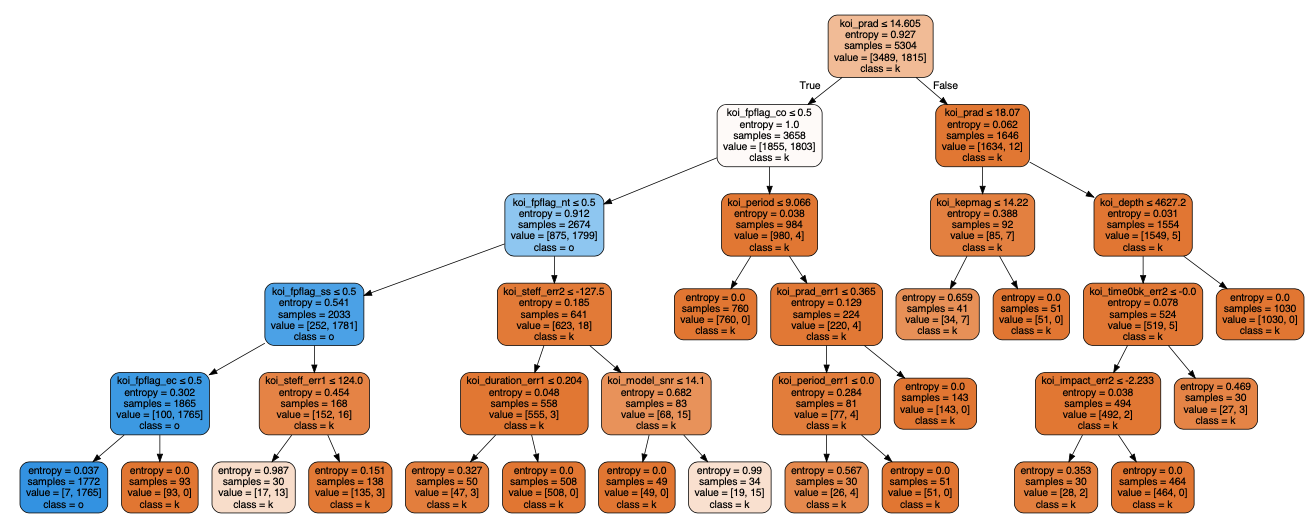 koi_prad ≤ 14.605
entropy = 0.927
samples = 5304
value = [3489, 1815]
class = k
True
False
koi_fpflag_co ≤ 0.5
entropy = 1.0
samples = 3658
value = [1855, 1803]
class = k
koi_prad ≤ 18.07
entropy = 0.062
samples = 1646
value = [1634, 12]
class = k
koi_fpflag_nt ≤ 0.5
entropy = 0.912
samples = 2674
value = [875, 1799]
class = o
koi_period ≤ 9.066
entropy = 0.038
samples = 984
value = [980, 4]
class = k
koi_kepmag ≤ 14.22
entropy = 0.388
samples = 92
value = [85, 7]
class = k
koi_depth ≤ 4627.2
entropy = 0.031
samples = 1554
value = [1549, 5]
class = k
koi_fpflag_ss ≤ 0.5
entropy = 0.541
samples = 2033
value = [252, 1781]
class = o
koi_steff_err2 ≤ -127.5
entropy = 0.185
samples = 641
value = [623, 18]
class = k
entropy = 0.0
samples = 760
value = [760, 0]
class = k
koi_prad_err1 ≤ 0.365
entropy = 0.129
samples = 224
value = [220, 4]
class = k
entropy = 0.659
samples = 41
value = [34, 7]
class = k
entropy = 0.0
samples = 51
value = [51, 0]
class = k
koi_time0bk_err2 ≤ -0.0
entropy = 0.078
samples = 524
value = [519, 5]
class = k
entropy = 0.0
samples = 1030
value = [1030, 0]
class = k
koi_fpflag_ec ≤ 0.5
entropy = 0.302
samples = 1865
value = [100, 1765]
class = o
koi_steff_err1 ≤ 124.0
entropy = 0.454
samples = 168
value = [152, 16]
class = k
koi_duration_err1 ≤ 0.204
entropy = 0.048
samples = 558
value = [555, 3]
class = k
koi_model_snr ≤ 14.1
entropy = 0.682
samples = 83
value = [68, 15]
class = k
koi_period_err1 ≤ 0.0
entropy = 0.284
samples = 81
value = [77, 4]
class = k
entropy = 0.0
samples = 143
value = [143, 0]
class = k
koi_impact_err2 ≤ -2.233
entropy = 0.038
samples = 494
value = [492, 2]
class = k
entropy = 0.469
samples = 30
value = [27, 3]
class = k
entropy = 0.037
samples = 1772
value = [7, 1765]
class = o
entropy = 0.0
samples = 93
value = [93, 0]
class = k
entropy = 0.987
samples = 30
value = [17, 13]
class = k
entropy = 0.151
samples = 138
value = [135, 3]
class = k
entropy = 0.327
samples = 50
value = [47, 3]
class = k
entropy = 0.0
samples = 508
value = [508, 0]
class = k
entropy = 0.0
samples = 49
value = [49, 0]
class = k
entropy = 0.99
samples = 34
value = [19, 15]
class = k
entropy = 0.567
samples = 30
value = [26, 4]
class = k
entropy = 0.0
samples = 51
value = [51, 0]
class = k
entropy = 0.353
samples = 30
value = [28, 2]
class = k
entropy = 0.0
samples = 464
value = [464, 0]
class = k